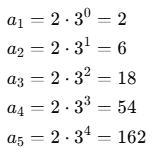 a₁ = 2 · 3⁰ = 2
a₂ = 2 · 3¹ = 6
a₃ = 2 · 3² = 18
a₄ = 2 · 3³ = 54
a₅ = 2 · 3⁴ = 162